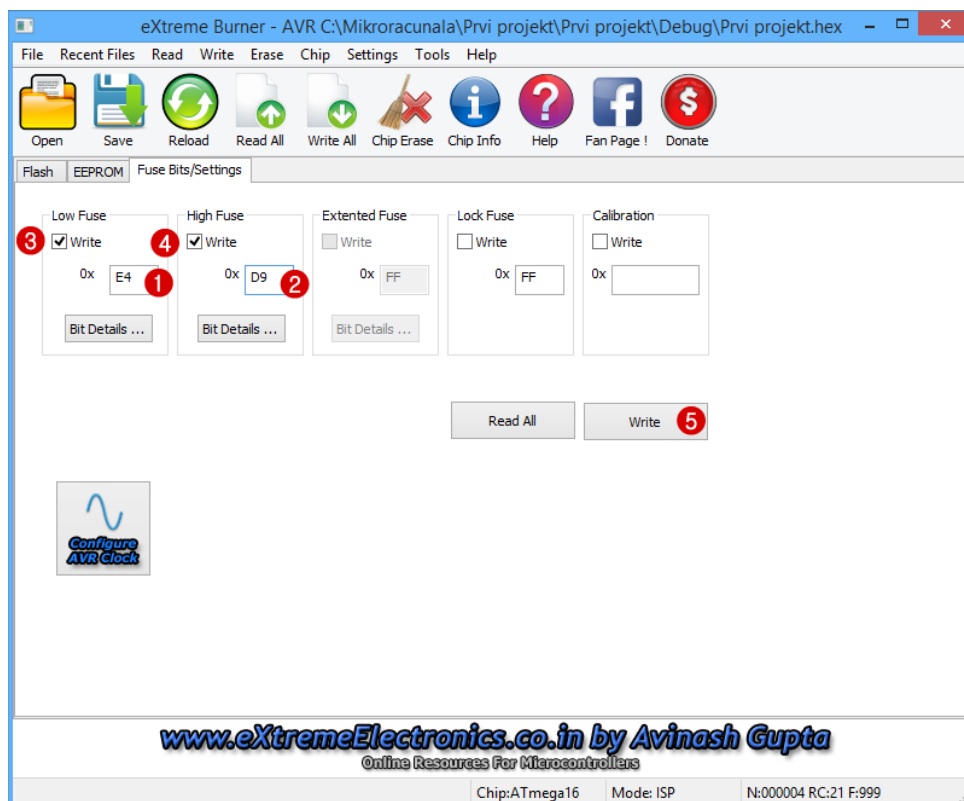 eXtreme Burner - AVR C:\Mikroracunala\Prvi projekt\Prvi projekt\Debug\Prvi projekt.hex
File Recent Files Read Write Erase Chip Settings Tools Help
Open Save Reload Read All Write All Chip Erase Chip Info Help Fan Page ! Donate
Flash EEPROM Fuse Bits/Settings
Low Fuse High Fuse Extented Fuse Lock Fuse Calibration
3 Write 4 Write Write Write Write
0x E4 1 0x D9 2 0x FF 0x FF 0x
Bit Details ... Bit Details ... Bit Details ...
Read All Write 5
Configure
AVR Clock
www.eXtremeElectronics.co.in by Avinash Gupta
Online Resources For Microcontrollers
Chip:ATmega16 Mode: ISP N:000004 RC:21 F:999